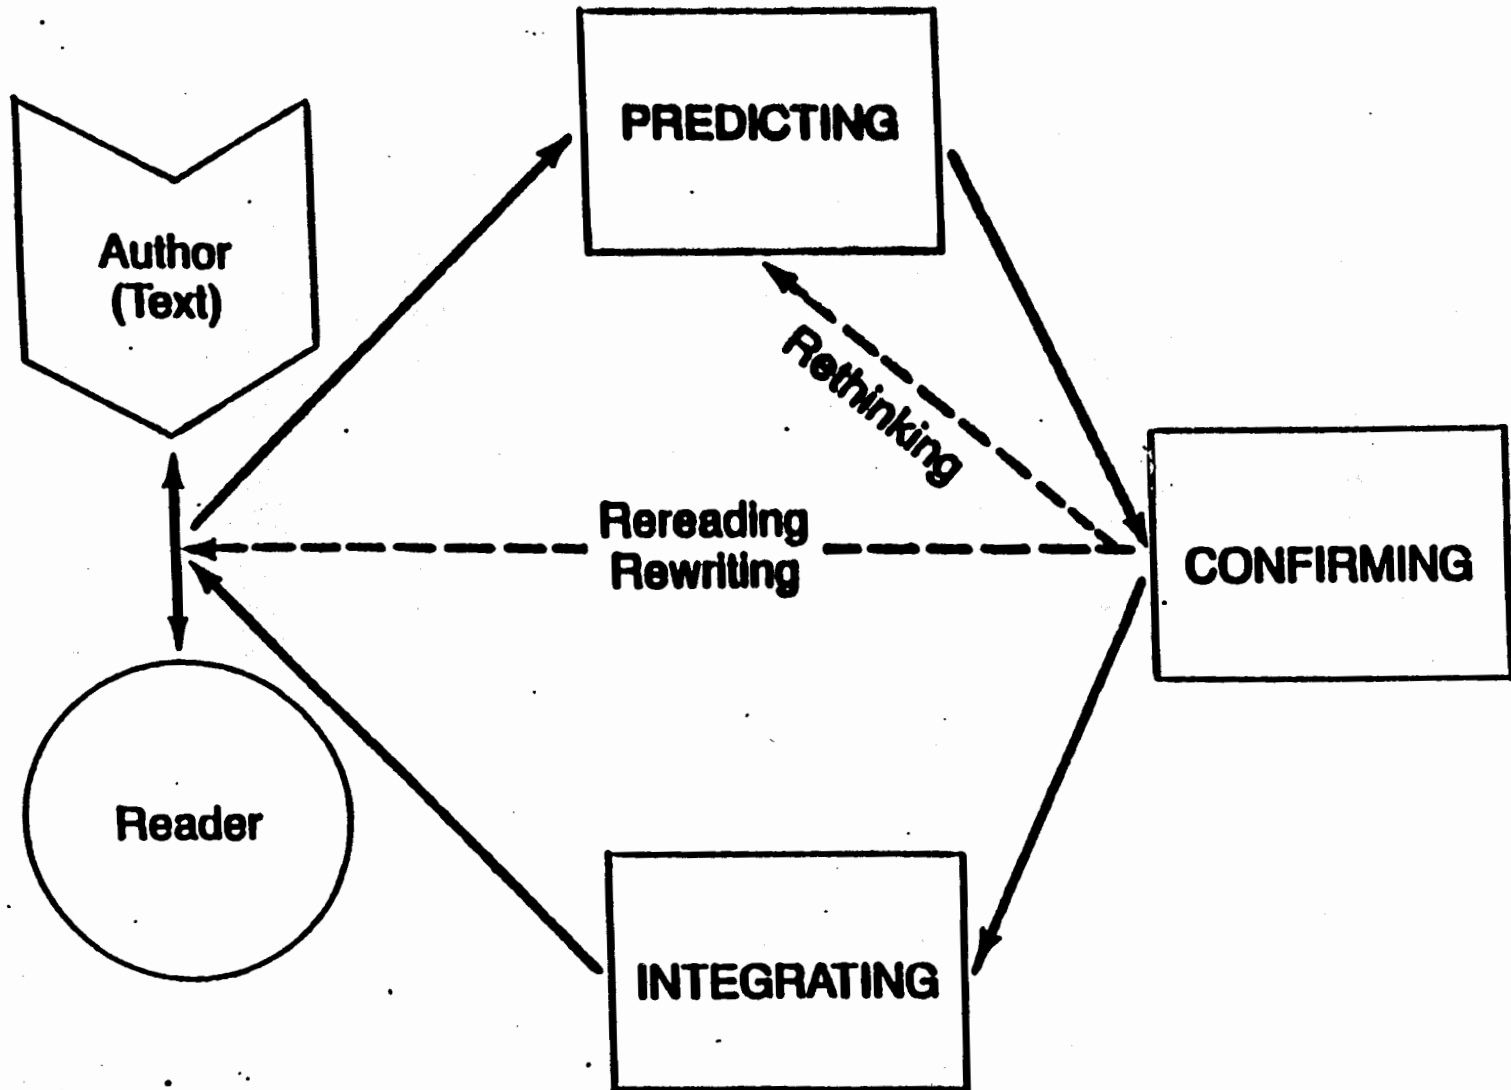 PREDICTING
Author
(Text)
Rethinking
Rereading
Rewriting
CONFIRMING
Reader
INTEGRATING